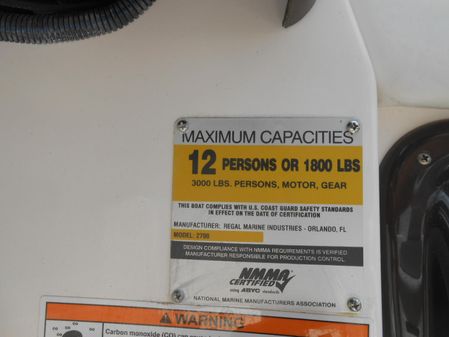 MAXIMUM CAPACITIES
12 PERSONS OR 1800 LBS
3000 LBS. PERSONS, MOTOR, GEAR
THIS BOAT COMPLIES WITH U.S. COAST GUARD SAFETY STANDARDS
IN EFFECT ON THE DATE OF CERTIFICATION
MANUFACTURER: REGAL MARINE INDUSTRIES - ORLANDO, FL
MODEL: 2700
DESIGN COMPLIANCE WITH NMMA REQUIREMENTS IS VERIFIED
MANUFACTURER RESPONSIBLE FOR PRODUCTION CONTROL.
NMMA
CERTIFIED
using ABYC standards
NATIONAL MARINE MANUFACTURERS ASSOCIATION
WARNING
Carbon monoxide (CO) can